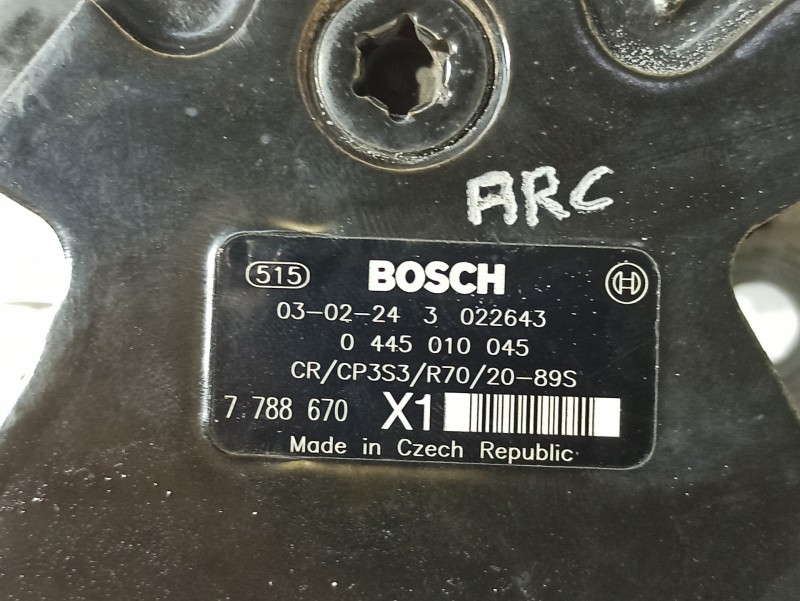 ARC
515 BOSCH
03-02-24 3 022643
0 445 010 045
CR/CP3S3/R70/20-89S
7 788 670 X1
Made in Czech Republic